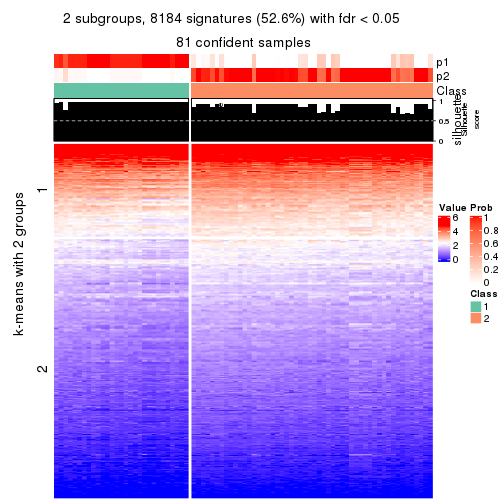 2 subgroups, 8184 signatures (52.6%) with fdr < 0.05
81 confident samples
p1
p2
Class
1
0.5
0
silhouette
Silhouette
score
k-means with 2 groups
1
2
Value
6
4
2
0
Prob
1
0.8
0.6
0.4
0.2
0
Class
1
2